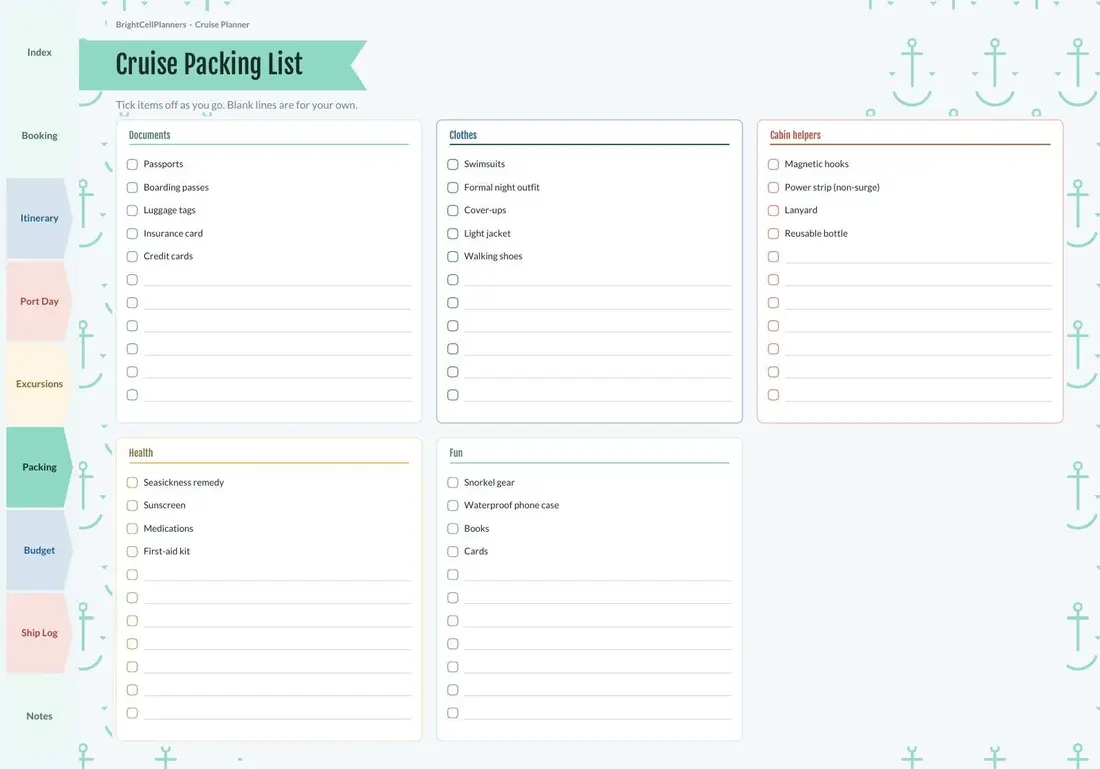 BrightCellPlanners · Cruise Planner
Cruise Packing List
Tick items off as you go. Blank lines are for your own.
Index
Booking
Itinerary
Port Day
Excursions
Packing
Budget
Ship Log
Notes
Documents
Passports
Boarding passes
Luggage tags
Insurance card
Credit cards
Clothes
Swimsuits
Formal night outfit
Cover-ups
Light jacket
Walking shoes
Cabin helpers
Magnetic hooks
Power strip (non-surge)
Lanyard
Reusable bottle
Health
Seasickness remedy
Sunscreen
Medications
First-aid kit
Fun
Snorkel gear
Waterproof phone case
Books
Cards